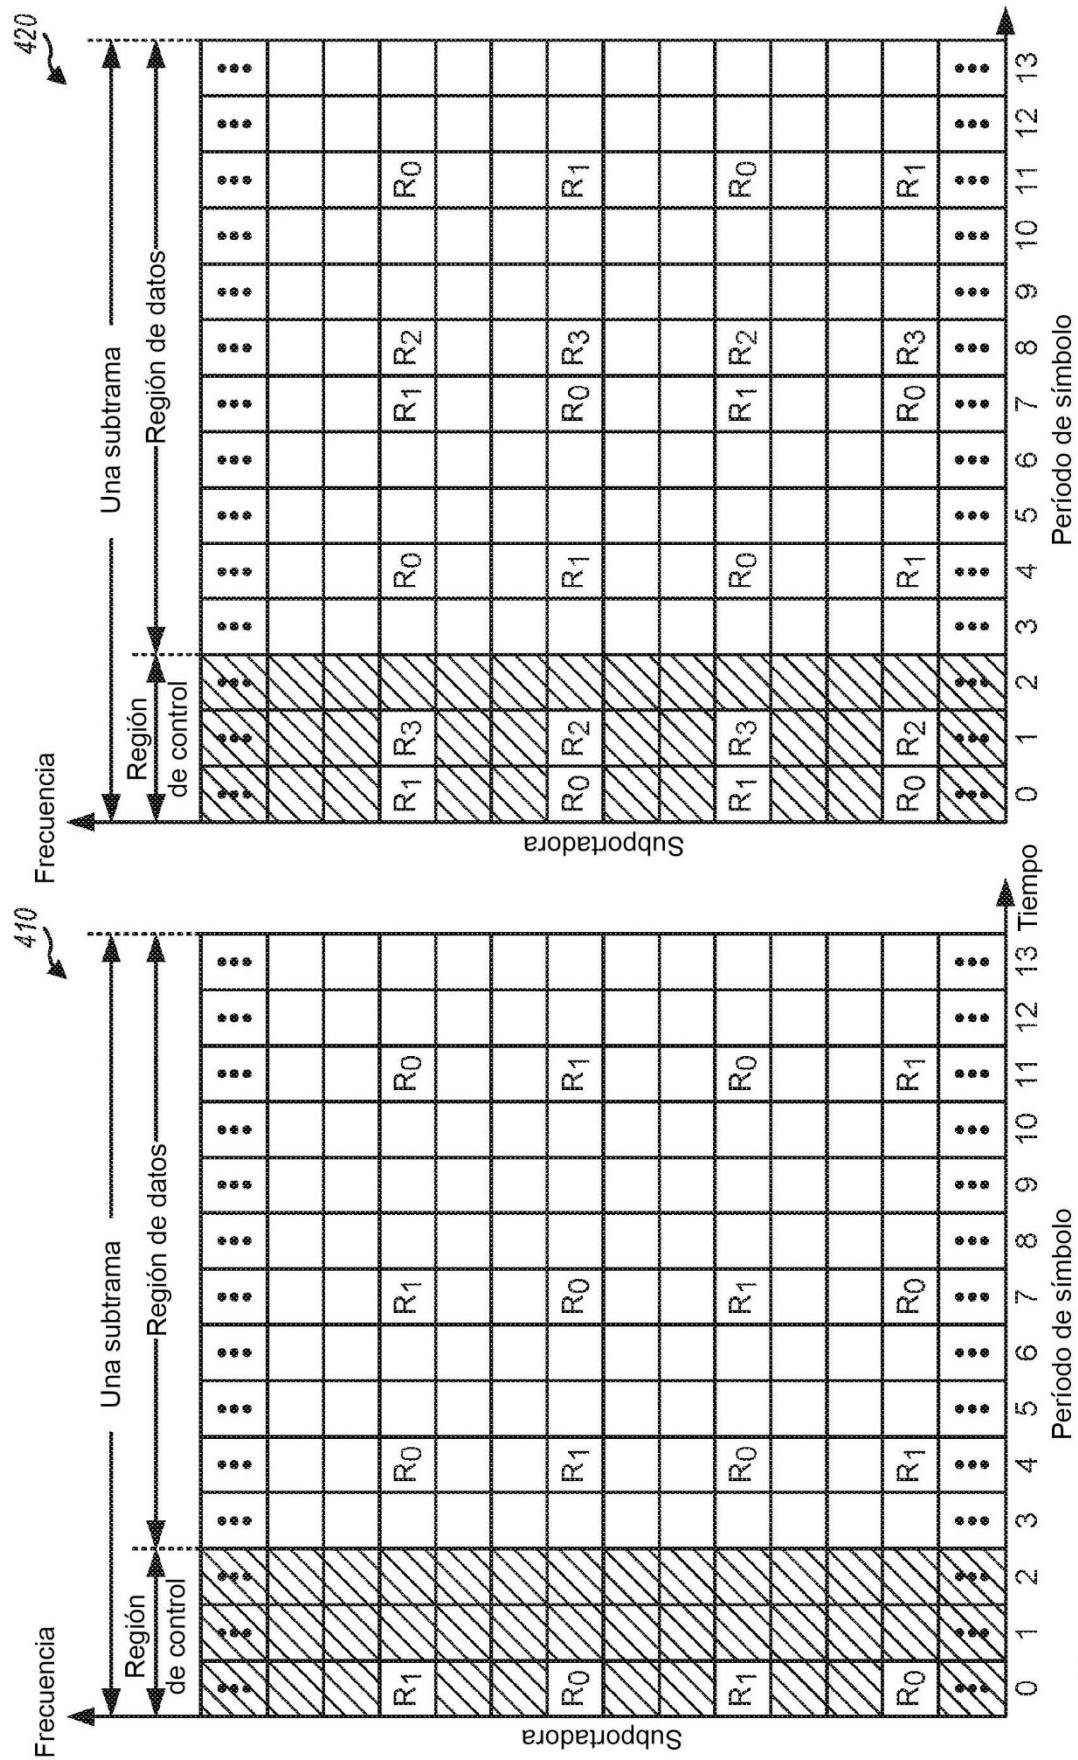 410
Frecuencia
Una subtrama
Región
de control
Región de datos
Subportadora
R1 R0 R1 R0
R0 R1 R0 R1
R1 R0 R1 R0
R0 R1 R0 R1
0 1 2 3 4 5 6 7 8 9 10 11 12 13
Tiempo
Período de símbolo
420
Frecuencia
Una subtrama
Región
de control
Región de datos
Subportadora
R1 R3 R0 R1 R2 R0
R0 R2 R1 R0 R3 R1
R1 R3 R0 R1 R2 R0
R0 R2 R1 R0 R3 R1
0 1 2 3 4 5 6 7 8 9 10 11 12 13
Período de símbolo